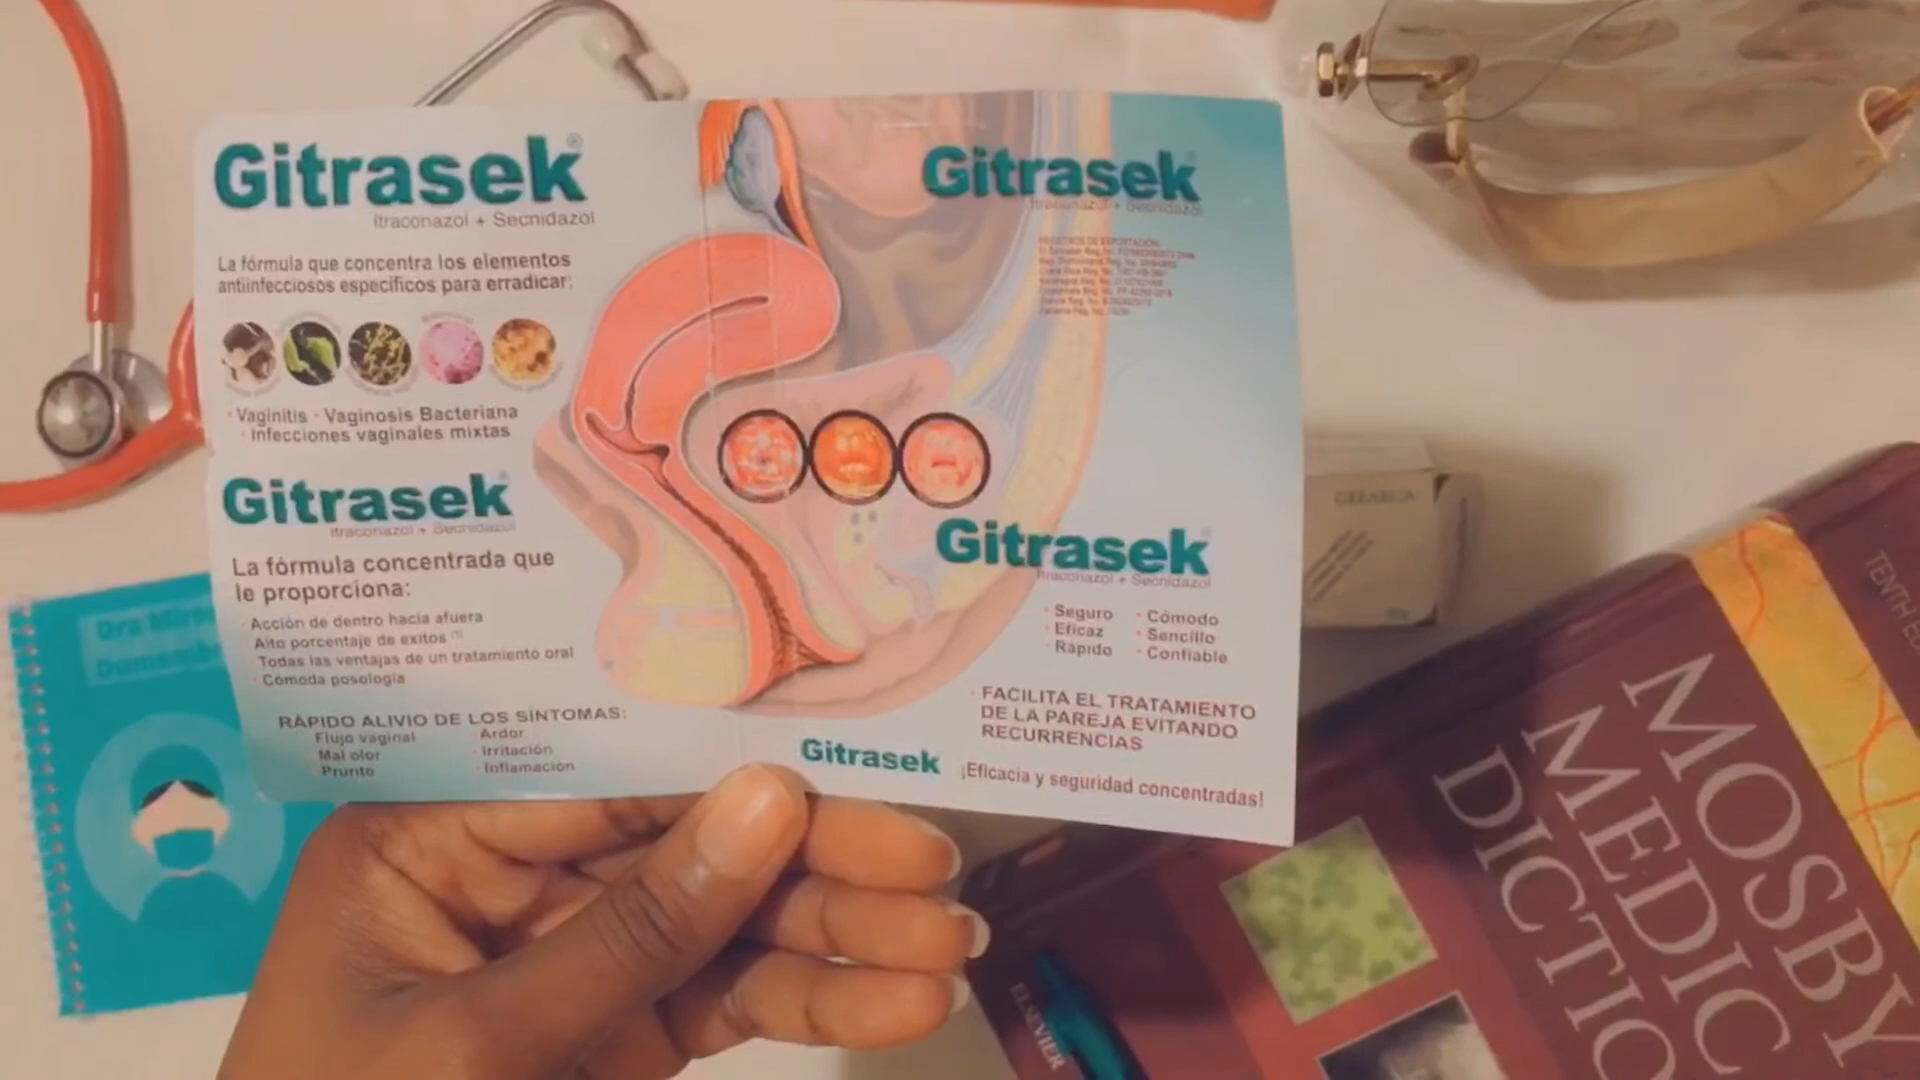 Gitrasek®
Itraconazol + Secnidazol
La fórmula que concentra los elementos
antiinfecciosos específicos para erradicar:
· Vaginitis · Vaginosis Bacteriana
· Infecciones vaginales mixtas
Gitrasek
Itraconazol + Secnidazol
La fórmula concentrada que
le proporciona:
· Acción de dentro hacia afuera
Alto porcentaje de exitos
· Todas las ventajas de un tratamiento oral
· Cómoda posología
RÁPIDO ALIVIO DE LOS SÍNTOMAS:
Flujo vaginal
· Ardor
· Mal olor
· Irritación
· Prurito
· Inflamación
Gitrasek
Itraconazol + Secnidazol
REGISTROS DE EXPORTACIÓN:
Gitrasek
Itraconazol + Secnidazol
· Seguro
· Cómodo
· Eficaz
· Sencillo
· Rápido
· Confiable
· FACILITA EL TRATAMIENTO
DE LA PAREJA EVITANDO
RECURRENCIAS
Gitrasek
¡Eficacia y seguridad concentradas!
Dra
MOSBY
MEDIC
DICTIO
TENTH ED
ELSEVIER